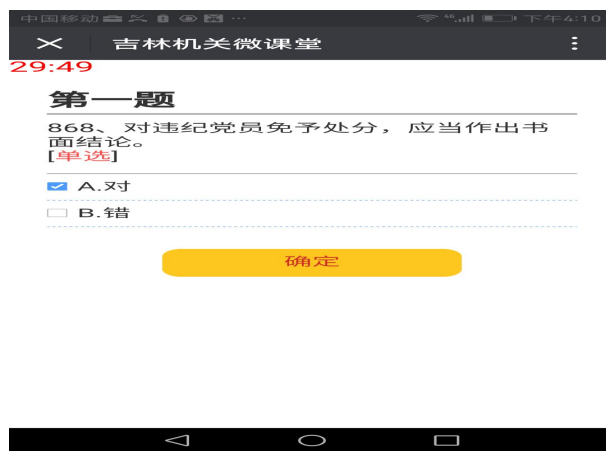 中国移动 ... 46 下午4:10
吉林机关微课堂
29:49
第一题
868、对违纪党员免予处分，应当作出书
面结论。
[单选]
A.对
B.错
确定